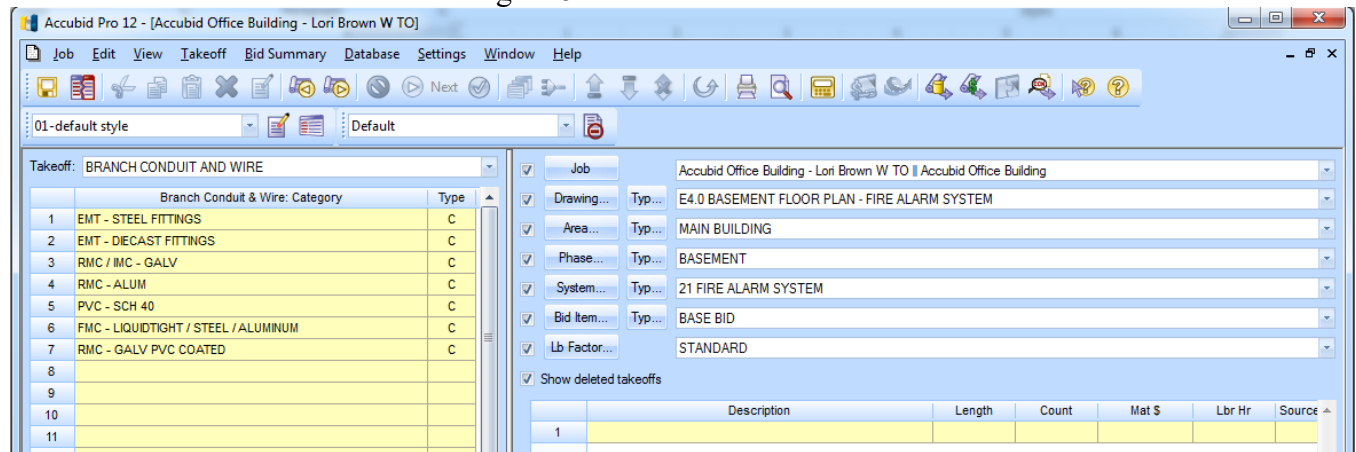 Accubid Pro 12 - [Accubid Office Building - Lori Brown W TO]
Job Edit View Takeoff Bid Summary Database Settings Window Help
Next
01-default style Default
Takeoff: BRANCH CONDUIT AND WIRE
Branch Conduit & Wire: Category Type
1 EMT - STEEL FITTINGS C
2 EMT - DIECAST FITTINGS C
3 RMC / IMC - GALV C
4 RMC - ALUM C
5 PVC - SCH 40 C
6 FMC - LIQUIDTIGHT / STEEL / ALUMINUM C
7 RMC - GALV PVC COATED C
8
9
10
11
Job Accubid Office Building - Lori Brown W TO || Accubid Office Building
Drawing... Typ... E4.0 BASEMENT FLOOR PLAN - FIRE ALARM SYSTEM
Area... Typ... MAIN BUILDING
Phase... Typ... BASEMENT
System... Typ... 21 FIRE ALARM SYSTEM
Bid Item... Typ... BASE BID
Lb Factor... STANDARD
Show deleted takeoffs
Description Length Count Mat $ Lbr Hr Source
1